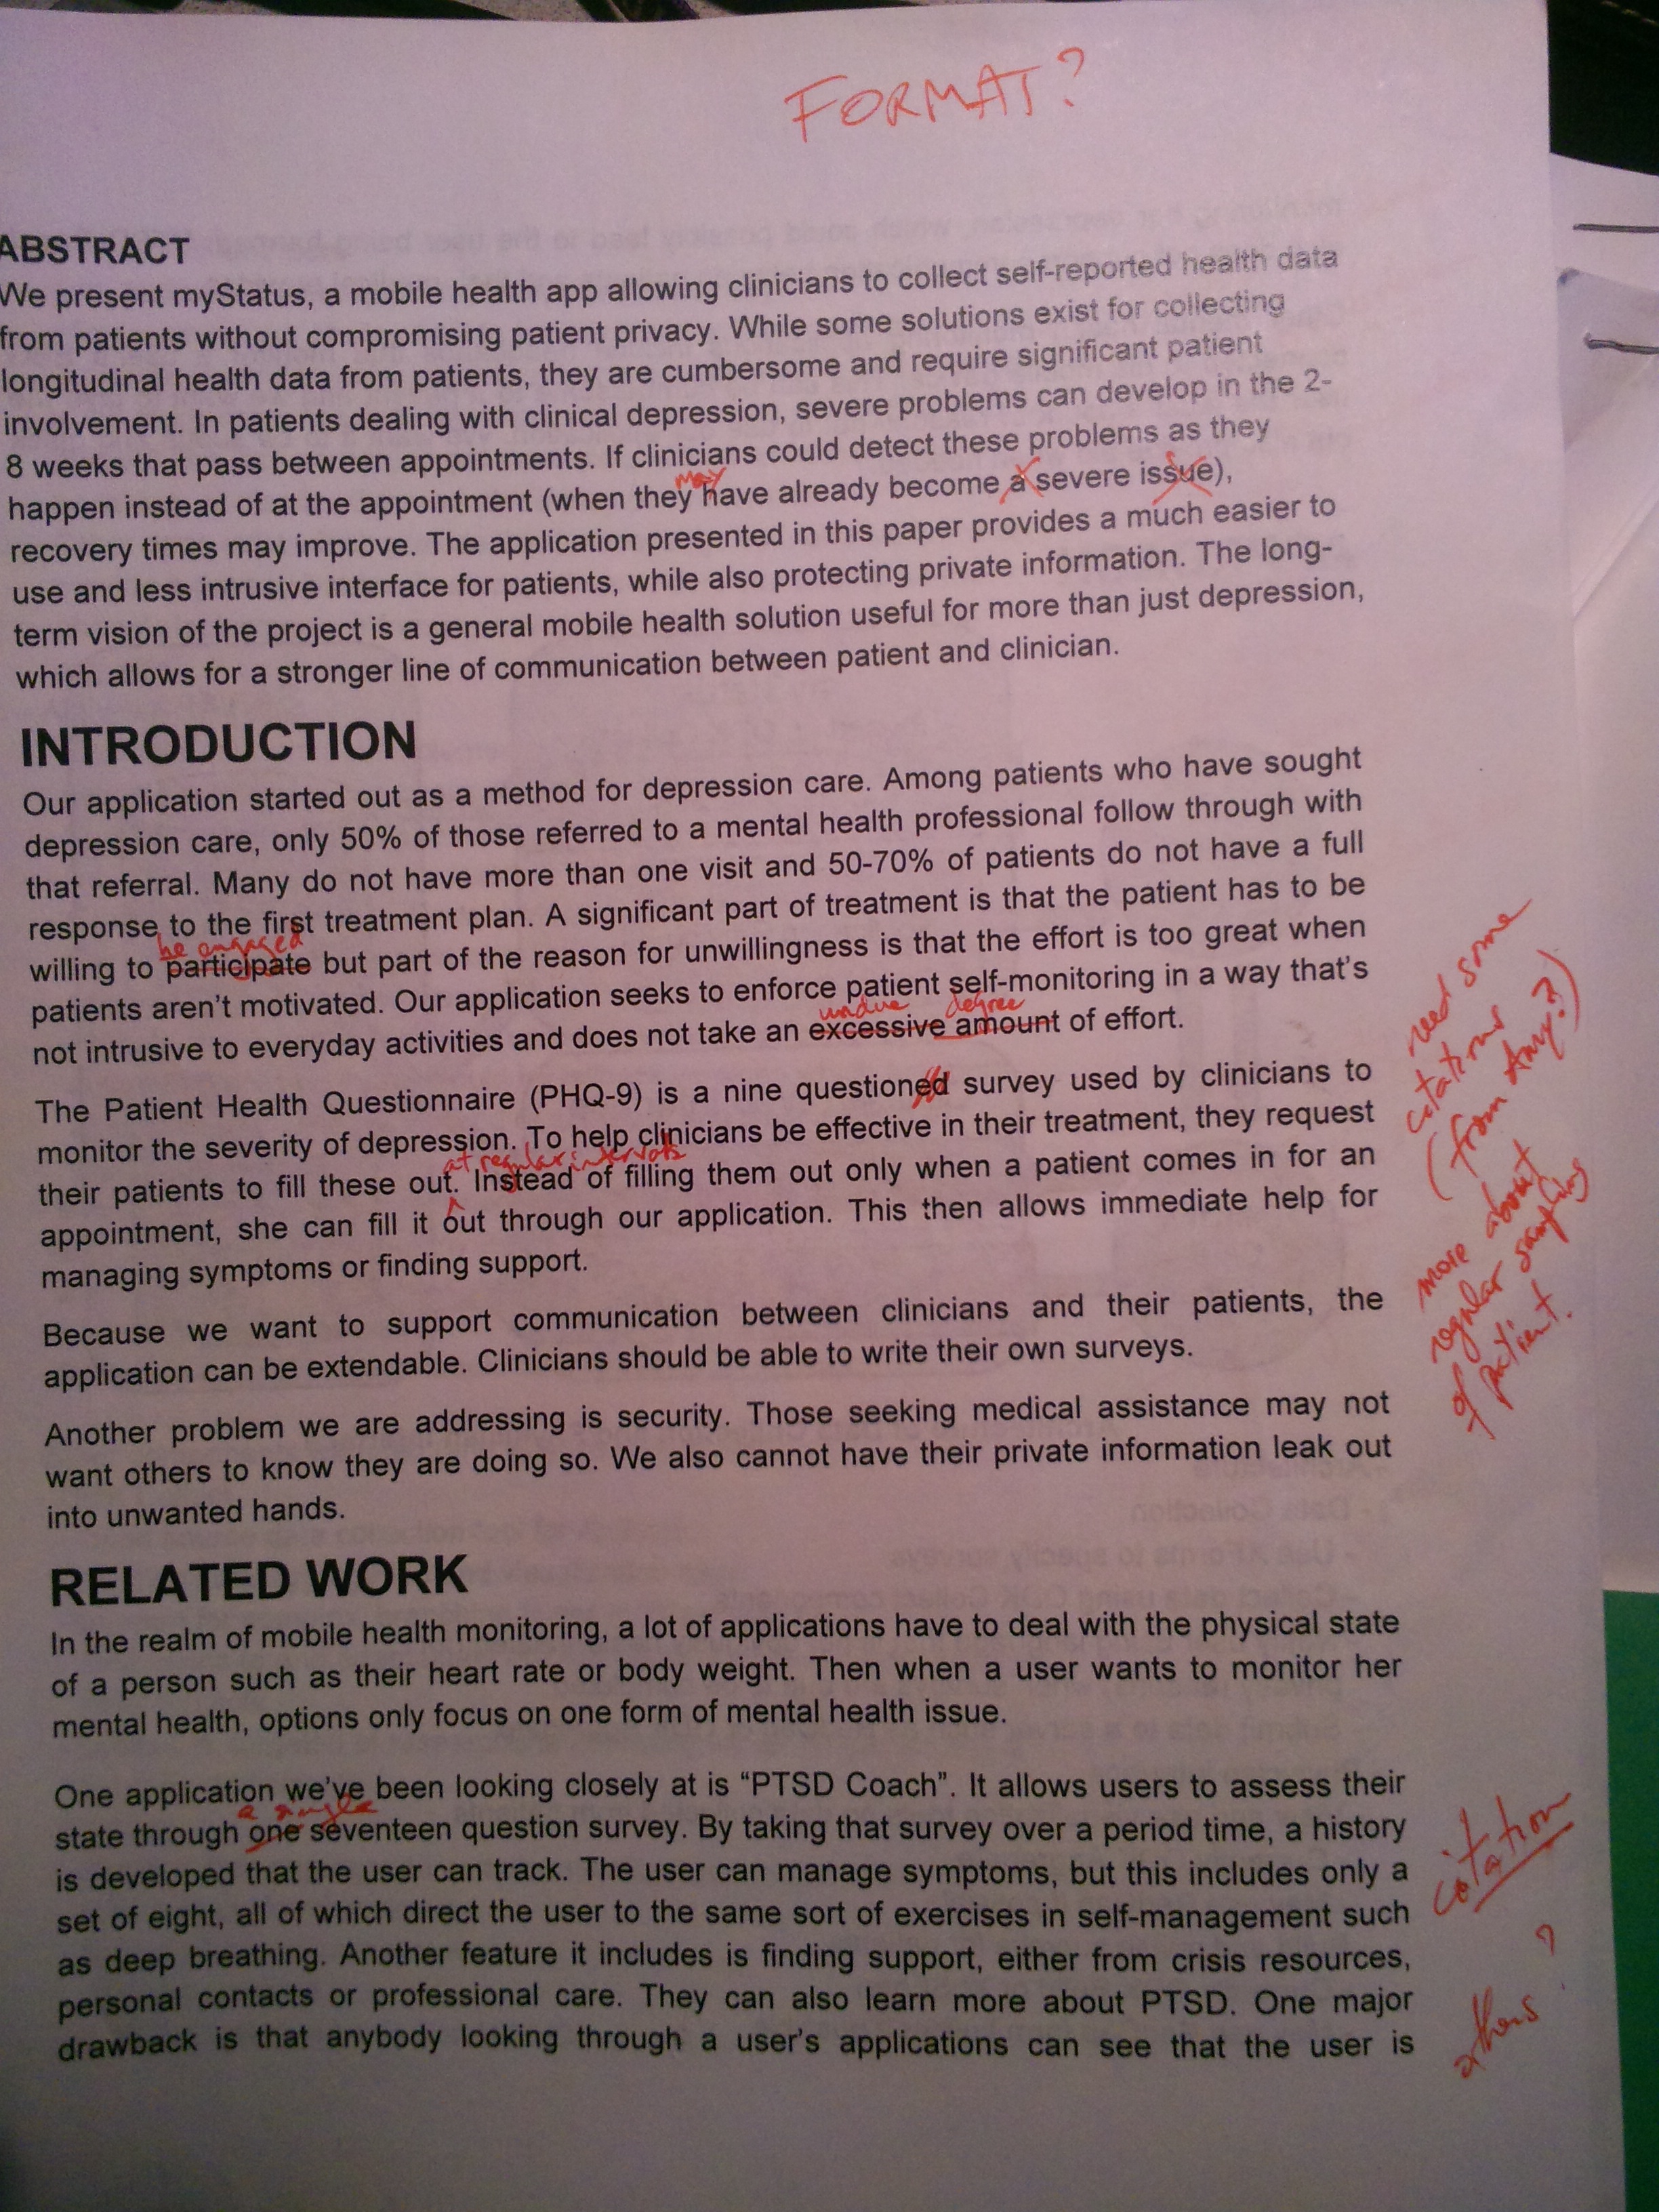 FORMAT?
ABSTRACT
We present myStatus, a mobile health app allowing clinicians to collect self-reported health data
from patients without compromising patient privacy. While some solutions exist for collecting
longitudinal health data from patients, they are cumbersome and require significant patient
involvement. In patients dealing with clinical depression, severe problems can develop in the 2-
8 weeks that pass between appointments. If clinicians could detect these problems as they
may
happen instead of at the appointment (when they have already become a severe issue),
recovery times may improve. The application presented in this paper provides a much easier to
use and less intrusive interface for patients, while also protecting private information. The long-
term vision of the project is a general mobile health solution useful for more than just depression,
which allows for a stronger line of communication between patient and clinician.
INTRODUCTION
Our application started out as a method for depression care. Among patients who have sought
depression care, only 50% of those referred to a mental health professional follow through with
that referral. Many do not have more than one visit and 50-70% of patients do not have a full
response to the first treatment plan. A significant part of treatment is that the patient has to be
be engaged
willing to participate but part of the reason for unwillingness is that the effort is too great when
patients aren't motivated. Our application seeks to enforce patient self-monitoring in a way that's
undue degree
not intrusive to everyday activities and does not take an excessive amount of effort.
need some
citations
(from Amy?)
The Patient Health Questionnaire (PHQ-9) is a nine questioned survey used by clinicians to
monitor the severity of depression. To help clinicians be effective in their treatment, they request
at regular intervals
their patients to fill these out. Instead of filling them out only when a patient comes in for an
appointment, she can fill it out through our application. This then allows immediate help for
managing symptoms or finding support.
more about
regular sampling
of patient.
Because we want to support communication between clinicians and their patients, the
application can be extendable. Clinicians should be able to write their own surveys.
Another problem we are addressing is security. Those seeking medical assistance may not
want others to know they are doing so. We also cannot have their private information leak out
into unwanted hands.
RELATED WORK
In the realm of mobile health monitoring, a lot of applications have to deal with the physical state
of a person such as their heart rate or body weight. Then when a user wants to monitor her
mental health, options only focus on one form of mental health issue.
One application we've been looking closely at is “PTSD Coach”. It allows users to assess their
a single
state through one seventeen question survey. By taking that survey over a period time, a history
is developed that the user can track. The user can manage symptoms, but this includes only a
citation
set of eight, all of which direct the user to the same sort of exercises in self-management such
as deep breathing. Another feature it includes is finding support, either from crisis resources,
personal contacts or professional care. They can also learn more about PTSD. One major
others?
drawback is that anybody looking through a user's applications can see that the user is